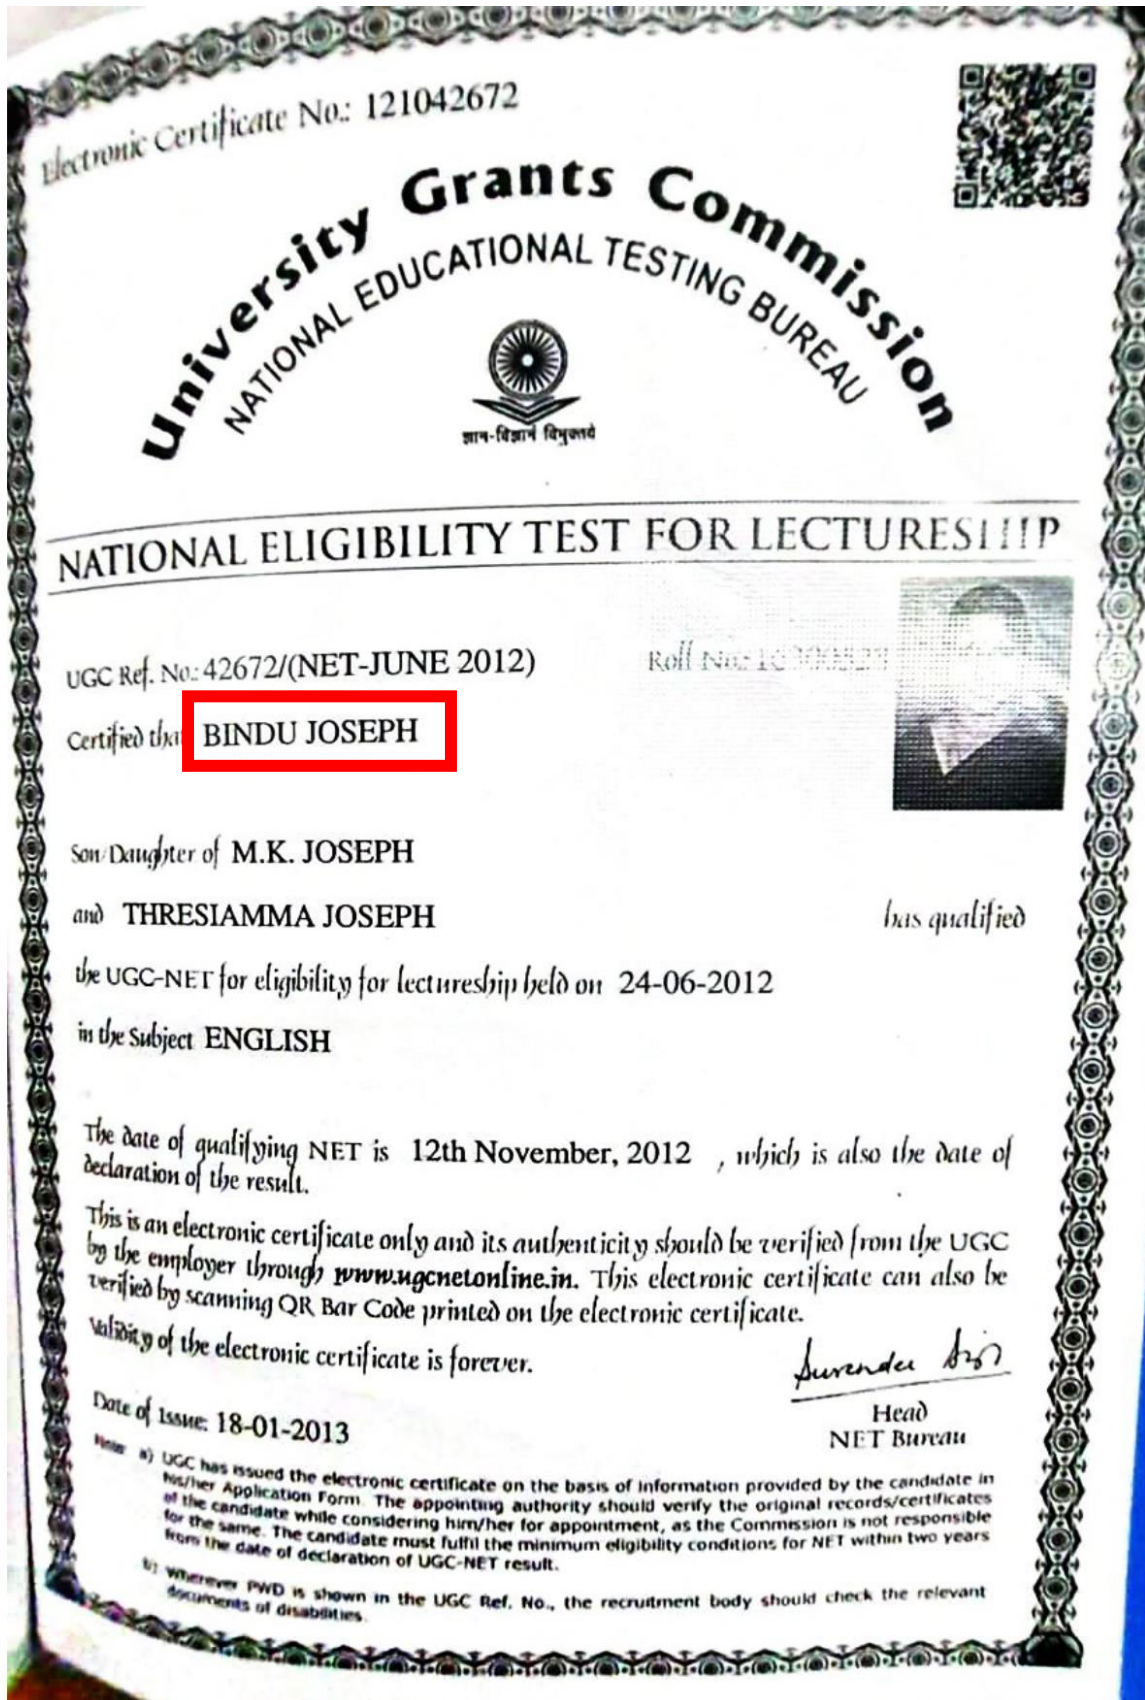 Electronic Certificate No.: 121042672
University Grants Commission
NATIONAL EDUCATIONAL TESTING BUREAU
ज्ञान-विज्ञानं विमुक्तये
NATIONAL ELIGIBILITY TEST FOR LECTURESHIP
UGC Ref. No.: 42672/(NET-JUNE 2012) Roll No.:
Certified that BINDU JOSEPH
Son/Daughter of M.K. JOSEPH
and THRESIAMMA JOSEPH has qualified
the UGC-NET for eligibility for lectureship held on 24-06-2012
in the Subject ENGLISH
The date of qualifying NET is 12th November, 2012 , which is also the date of
declaration of the result.
This is an electronic certificate only and its authenticity should be verified from the UGC
by the employer through www.ugcnetonline.in. This electronic certificate can also be
verified by scanning QR Bar Code printed on the electronic certificate.
Validity of the electronic certificate is forever.
Surender
Head
NET Bureau
Date of Issue: 18-01-2013
Note: a) UGC has issued the electronic certificate on the basis of information provided by the candidate in
his/her Application Form. The appointing authority should verify the original records/certificates
of the candidate while considering him/her for appointment, as the Commission is not responsible
for the same. The candidate must fulfil the minimum eligibility conditions for NET within two years
from the date of declaration of UGC-NET result.
b) Wherever PWD is shown in the UGC Ref. No., the recruitment body should check the relevant
documents of disabilities.